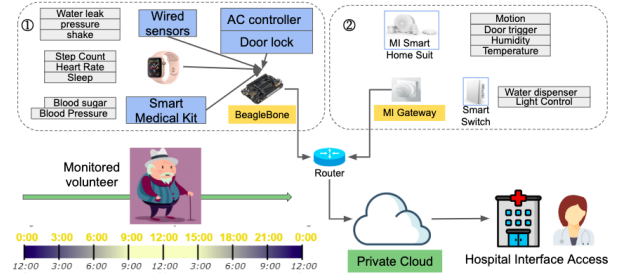 ①
Water leak
pressure
shake
Wired
sensors
AC controller
Door lock
Step Count
Heart Rate
Sleep
Blood sugar
Blood Pressure
Smart
Medical Kit
BeagleBone
②
MI Smart
Home Suit
Motion
Door trigger
Humidity
Temperature
MI Gateway
Smart
Switch
Water dispenser
Light Control
Router
Monitored
volunteer
0:00 3:00 6:00 9:00 12:00 15:00 18:00 21:00 0:00
12:00 3:00 6:00 9:00 12:00 3:00 6:00 9:00 12:00
Private Cloud
Hospital Interface Access